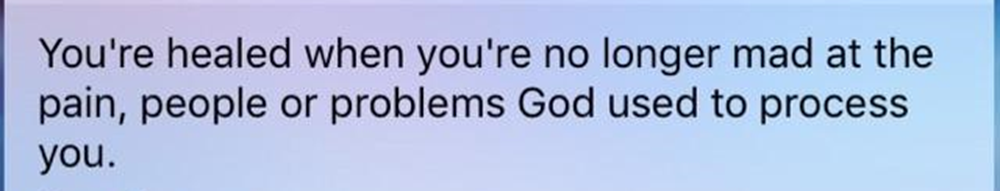 You're healed when you're no longer mad at the
pain, people or problems God used to process
you.